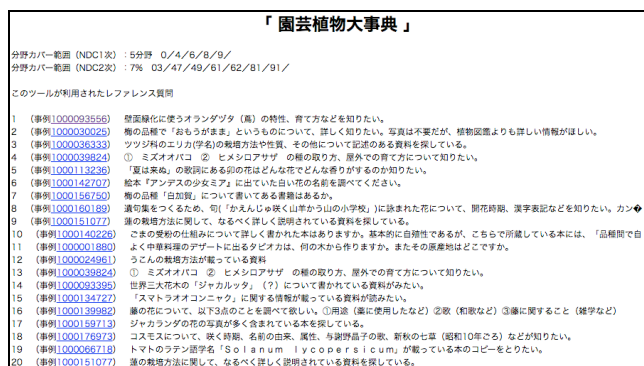 「 園芸植物大事典 」
分野カバー範囲（NDC1次）：5分野　0／4／6／8／9／
分野カバー範囲（NDC2次）：7%　03／47／49／61／62／81／91／
このツールが利用されたレファレンス質問
1　（事例1000093556）　壁面緑化に使うオランダヅタ（蔦）の特性、育て方などを知りたい。
2　（事例1000030025）　梅の品種で「おもうがまま」というものについて、詳しく知りたい。写真は不要だが、植物図鑑よりも詳しい情報がほしい。
3　（事例1000036333）　ツツジ科のエリカ(学名)の栽培方法や性質、その他について記述のある資料を探している。
4　（事例1000039824）　①　ミズオオバコ　②　ヒメシロアサザ　の種の取り方、屋外での育て方について知りたい。
5　（事例1000113236）　「夏は来ぬ」の歌詞にある卯の花はどんな花でどんな香りがするのか知りたい。
6　（事例1000142707）　絵本『アンデスの少女ミア』に出ていた白い花の名前を調べてください。
7　（事例1000156750）　梅の品種「白加賀」について書いてある書籍はあるか。
8　（事例1000160189）　遺句集をつくるため、句(「かえんじゅ咲く山羊かう山の小学校」)に詠まれた花について、開花時期、漢字表記などを知りたい。カン�
9　（事例1000151077）　蓮の栽培方法に関して、なるべく詳しく説明されている資料を探している。
10　（事例1000140226）　ごまの受粉の仕組みについて詳しく書かれた本はありますか。基本的に自殖性であるが、こちらで所蔵している本には、「品種間で自
11　（事例1000001880）　よく中華料理のデザートに出るタピオカは、何の木から作りますか。またその原産地はどこですか。
12　（事例1000024961）　うこんの栽培方法が載っている資料
13　（事例1000039824）　①　ミズオオバコ　②　ヒメシロアサザ　の種の取り方、屋外での育て方について知りたい。
14　（事例1000093395）　世界三大花木の「ジャカルッタ」（？）について書かれている資料がみたい。
15　（事例1000134727）　「スマトラオオコンニャク」に関する情報が載っている資料が読みたい。
16　（事例1000139982）　藤の花について、以下3点のことを調べて欲しい。①用途（薬に使用したなど）②歌（和歌など）③藤に関すること（雑学など）
17　（事例1000159713）　ジャカランダの花の写真が多く含まれている本を探している。
18　（事例1000176973）　コスモスについて、咲く時期、名前の由来、属性、与謝野晶子の歌、新秋の七草（昭和10年ごろ）などが知りたい。
19　（事例1000066718）　トマトのラテン語学名「Ｓｏｌａｎｕｍ　ｌｙｃｏｐｅｒｓｉｃｕｍ」が載っている本のコピーをとりたい。
20　（事例1000151077）　蓮の栽培方法に関して、なるべく詳しく説明されている資料を探している。